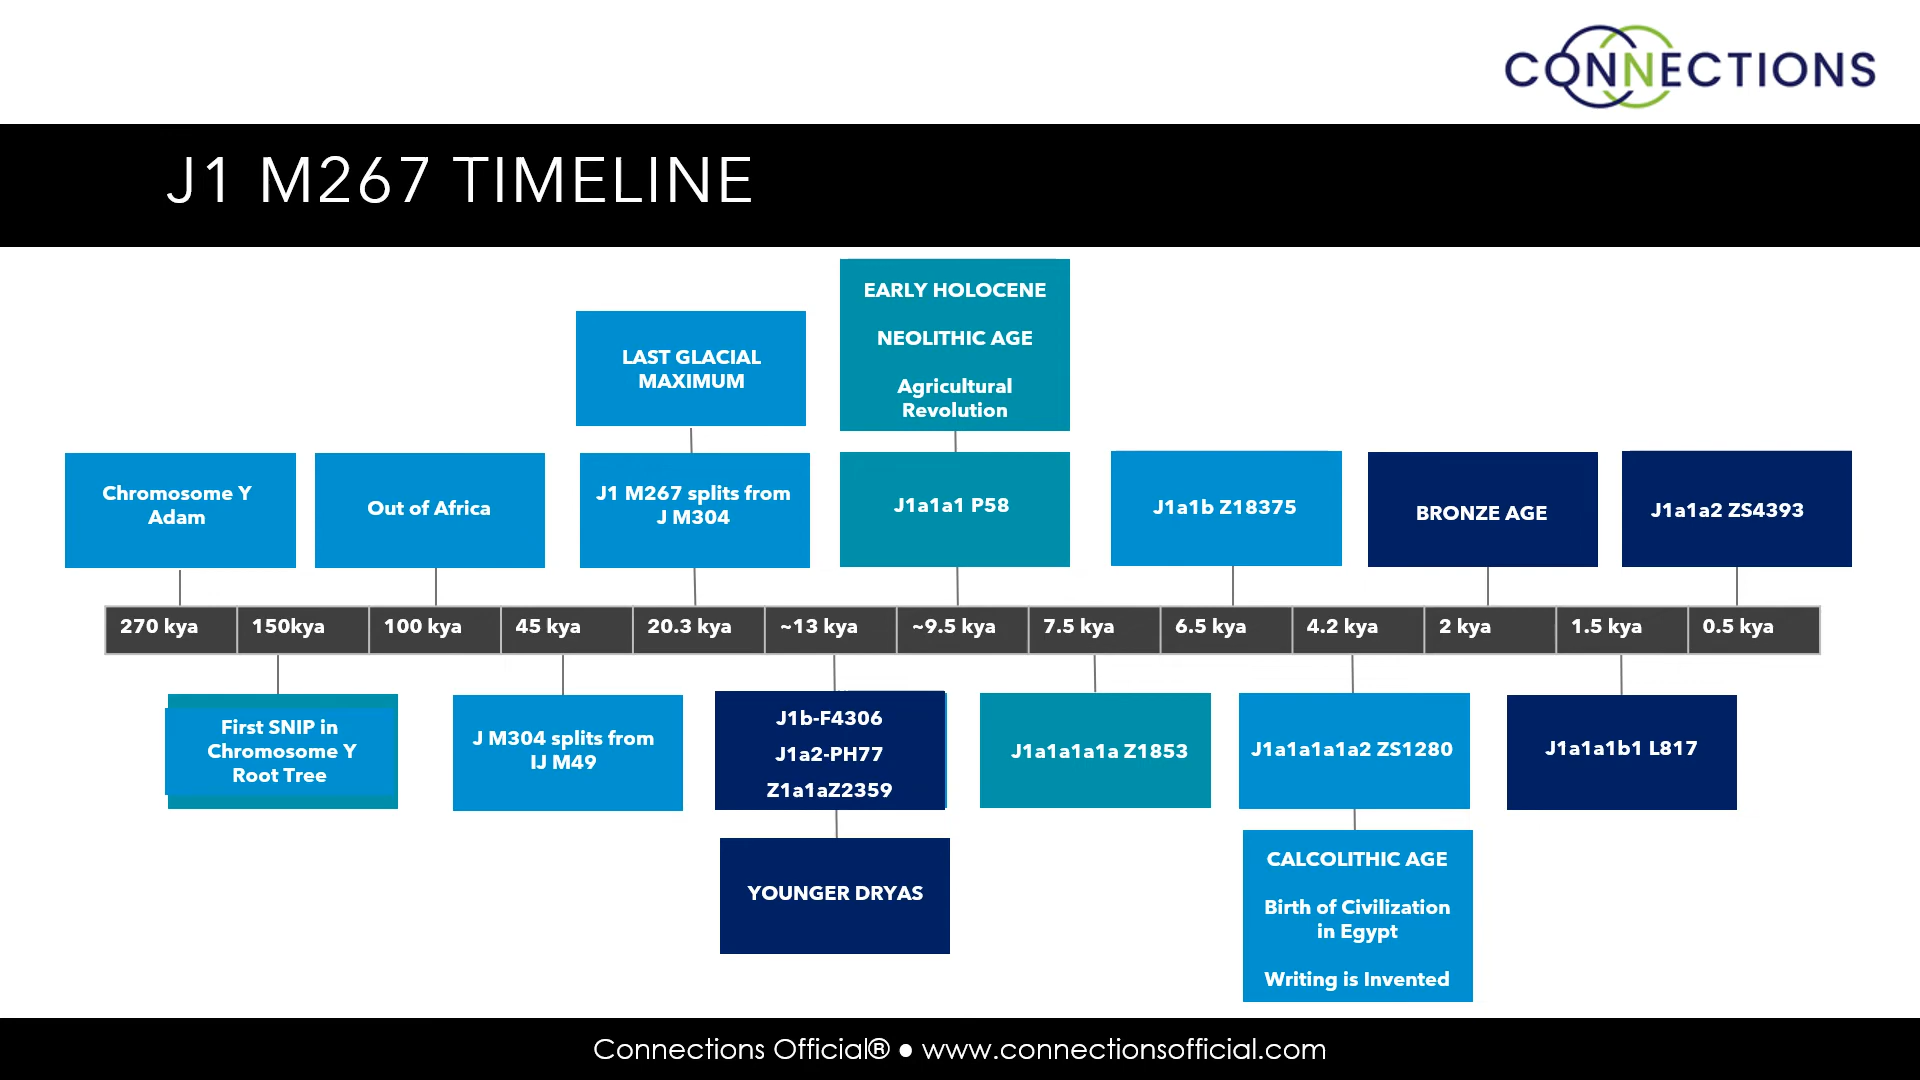 CONNECTIONS
J1 M267 TIMELINE
EARLY HOLOCENE
NEOLITHIC AGE
Agricultural
Revolution
LAST GLACIAL
MAXIMUM
Chromosome Y
Adam
Out of Africa
J1 M267 splits from
J M304
J1a1a1 P58
J1a1b Z18375
BRONZE AGE
J1a1a2 ZS4393
270 kya
150kya
100 kya
45 kya
20.3 kya
~13 kya
~9.5 kya
7.5 kya
6.5 kya
4.2 kya
2 kya
1.5 kya
0.5 kya
First SNIP in
Chromosome Y
Root Tree
J M304 splits from
IJ M49
J1b-F4306
J1a2-PH77
Z1a1aZ2359
J1a1a1a1a Z1853
J1a1a1a1a2 ZS1280
J1a1a1b1 L817
YOUNGER DRYAS
CALCOLITHIC AGE
Birth of Civilization
in Egypt
Writing is Invented
Connections Official® ● www.connectionsofficial.com